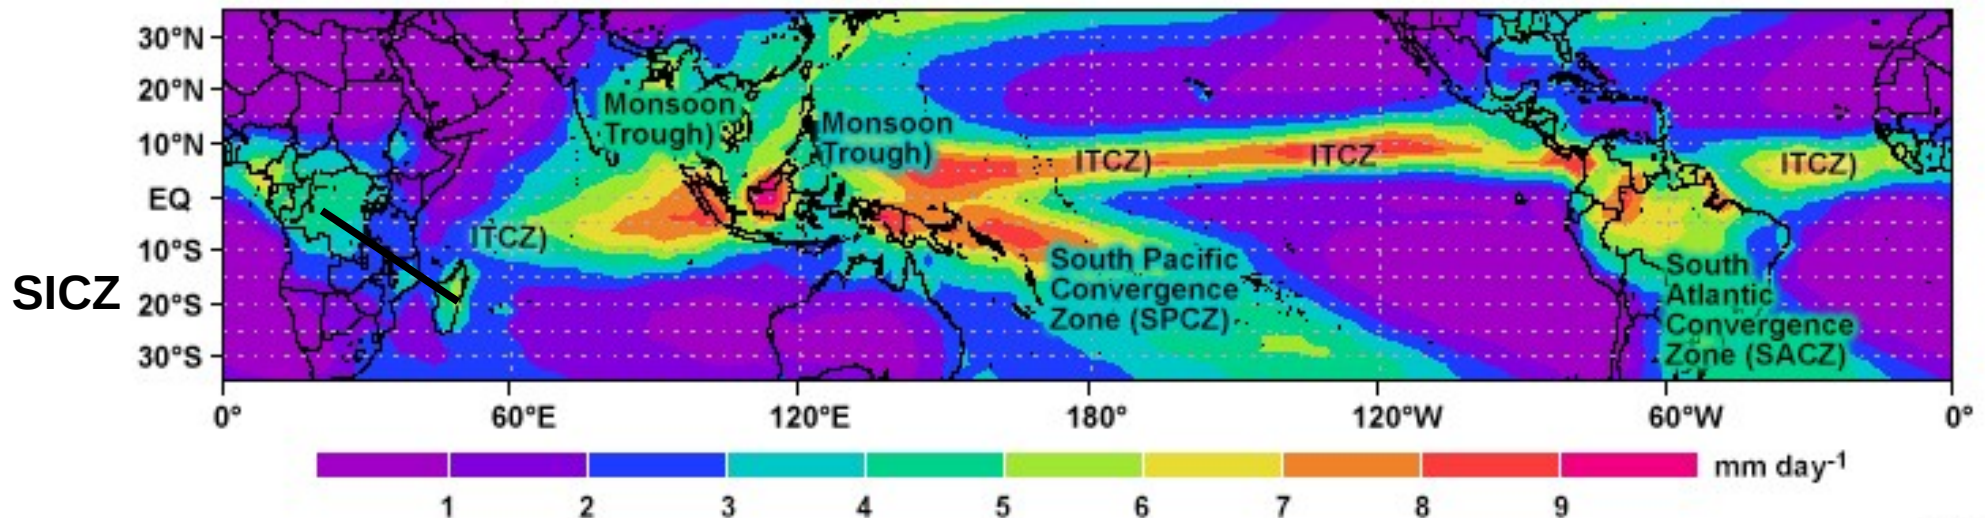 30°N
20°N
10°N
EQ
10°S
20°S
30°S
SICZ
Monsoon
Trough)
Monsoon
Trough)
ITCZ)
ITCZ
ITCZ)
ITCZ)
South Pacific
Convergence
Zone (SPCZ)
South
Atlantic
Convergence
Zone (SACZ)
0°
60°E
120°E
180°
120°W
60°W
0°
mm day-1
1
2
3
4
5
6
7
8
9